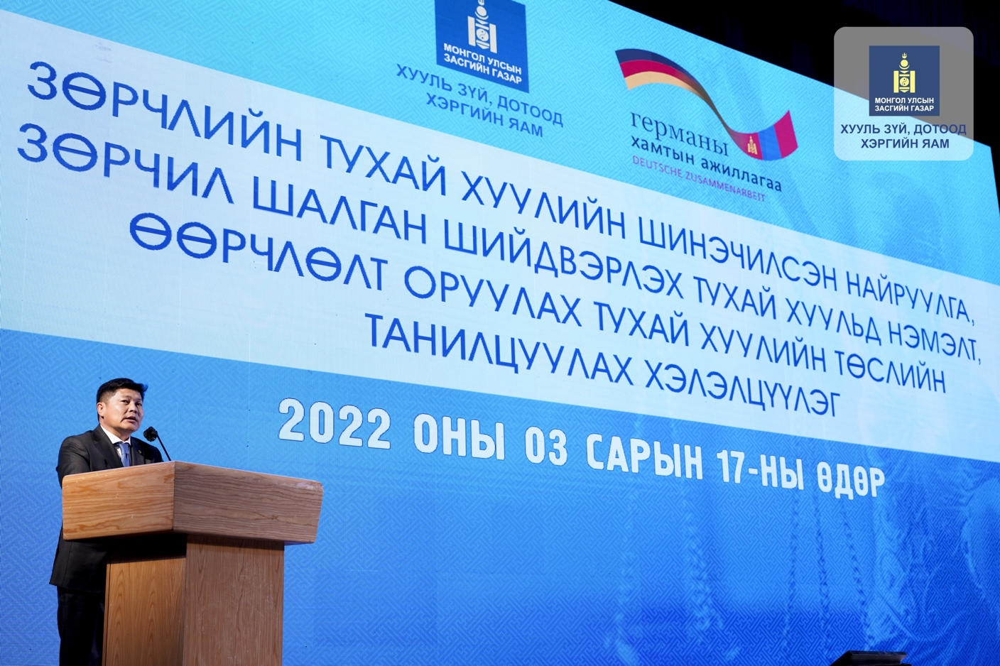 МОНГОЛ УЛСЫН
ЗАСГИЙН ГАЗАР
ХУУЛЬ ЗҮЙ, ДОТООД
ХЭРГИЙН ЯАМ
германы
хамтын ажиллагаа
DEUTSCHE ZUSAMMENARBEIT
МОНГОЛ УЛСЫН
ЗАСГИЙН ГАЗАР
ХУУЛЬ ЗҮЙ, ДОТООД
ХЭРГИЙН ЯАМ
ЗӨРЧЛИЙН ТУХАЙ ХУУЛИЙН ШИНЭЧИЛСЭН НАЙРУУЛГА,
ЗӨРЧИЛ ШАЛГАН ШИЙДВЭРЛЭХ ТУХАЙ ХУУЛЬД НЭМЭЛТ,
ӨӨРЧЛӨЛТ ОРУУЛАХ ТУХАЙ ХУУЛИЙН ТӨСЛИЙН
ТАНИЛЦУУЛАХ ХЭЛЭЛЦҮҮЛЭГ
2022 ОНЫ 03 САРЫН 17-НЫ ӨДӨР